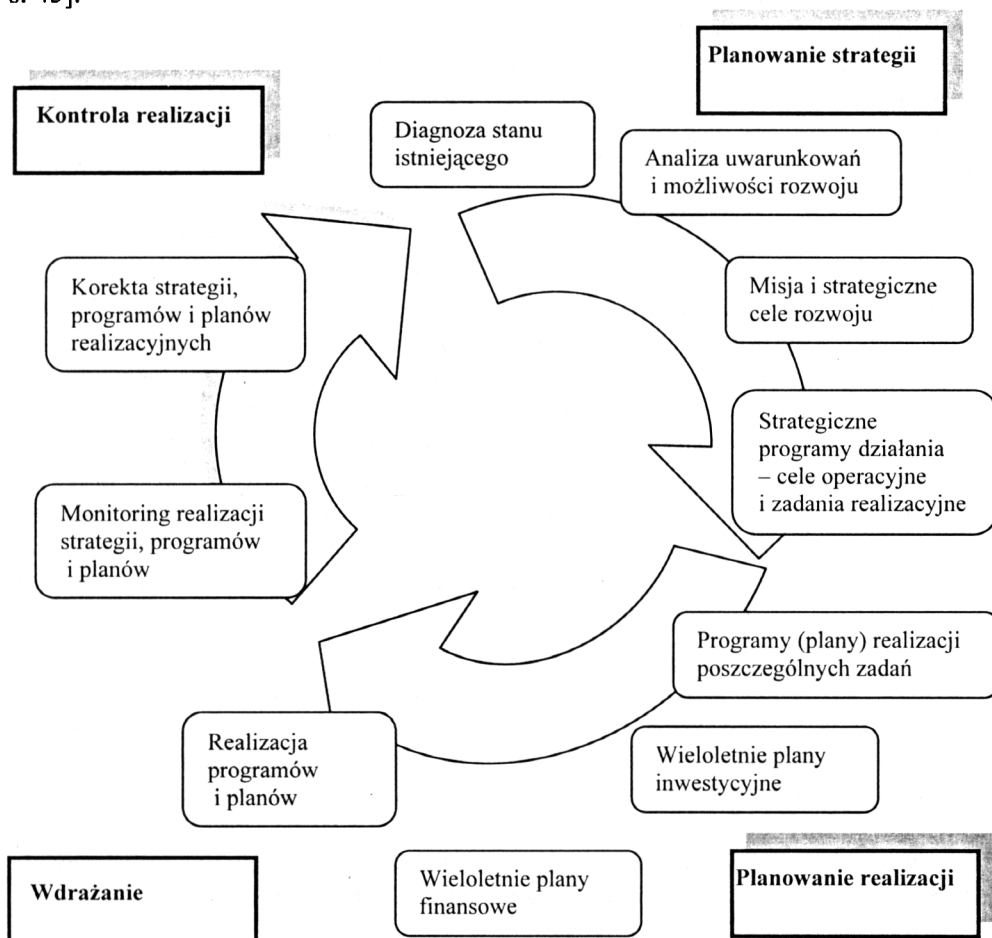 s. 45].
Planowanie strategii
Kontrola realizacji
Diagnoza stanu
istniejącego
Analiza uwarunkowań
i możliwości rozwoju
Misja i strategiczne
cele rozwoju
Strategiczne
programy działania
– cele operacyjne
i zadania realizacyjne
Programy (plany) realizacji
poszczególnych zadań
Wieloletnie plany
inwestycyjne
Planowanie realizacji
Wieloletnie plany
finansowe
Wdrażanie
Realizacja
programów
i planów
Monitoring realizacji
strategii, programów
i planów
Korekta strategii,
programów i planów
realizacyjnych